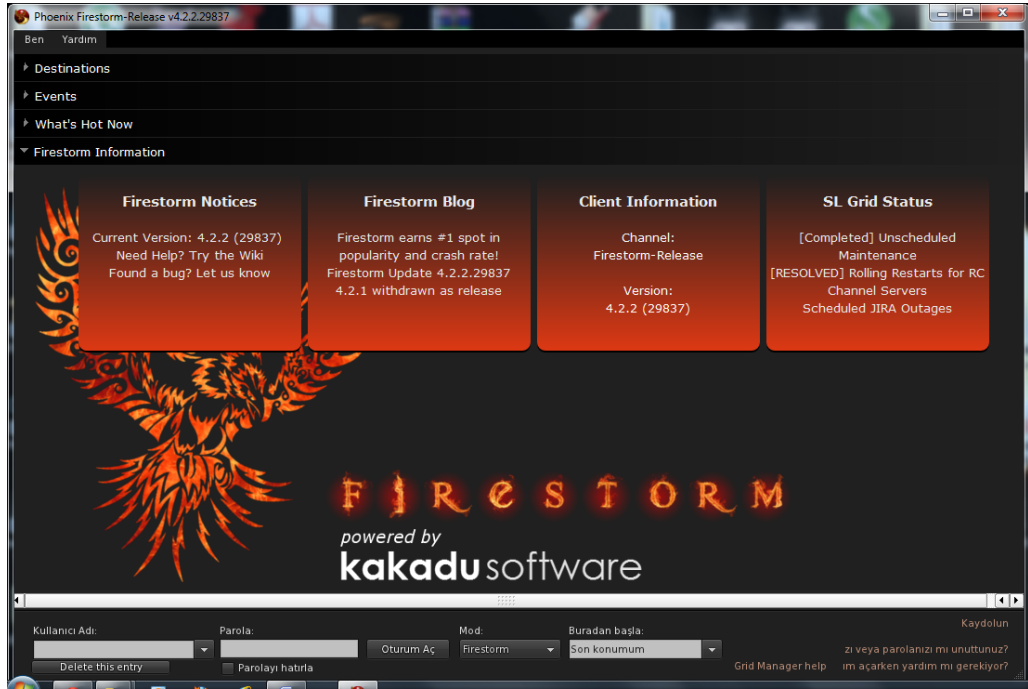 Phoenix Firestorm-Release v4.2.2.29837
Ben Yardım
Destinations
Events
What's Hot Now
Firestorm Information
Firestorm Notices
Current Version: 4.2.2 (29837)
Need Help? Try the Wiki
Found a bug? Let us know
Firestorm Blog
Firestorm earns #1 spot in
popularity and crash rate!
Firestorm Update 4.2.2.29837
4.2.1 withdrawn as release
Client Information
Channel:
Firestorm-Release
Version:
4.2.2 (29837)
SL Grid Status
[Completed] Unscheduled
Maintenance
[RESOLVED] Rolling Restarts for RC
Channel Servers
Scheduled JIRA Outages
FIRESTORM
powered by
kakadu software
Kaydolun
Kullanıcı Adı: Parola: Mod: Buradan başla:
Oturum Aç Firestorm Son konumum
zı veya parolanızı mı unuttunuz?
Delete this entry Parolayı hatırla Grid Manager help ım açarken yardım mı gerekiyor?